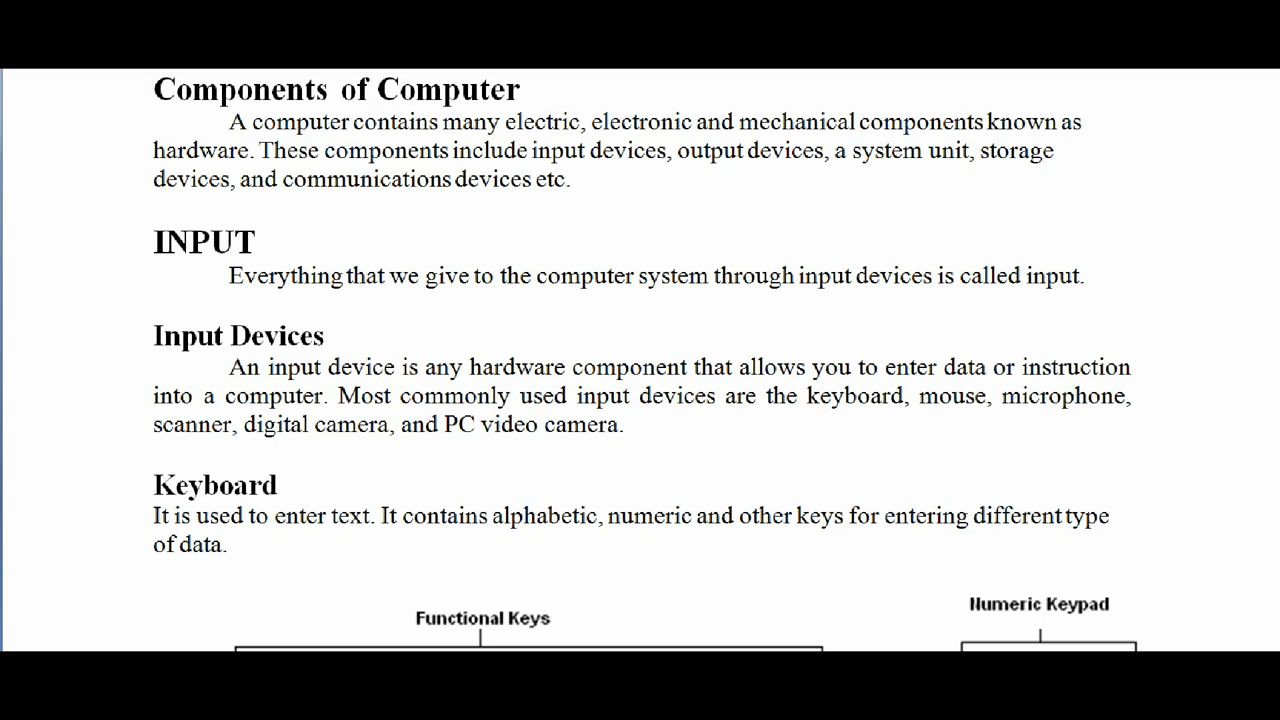 Components of Computer
A computer contains many electric, electronic and mechanical components known as
hardware. These components include input devices, output devices, a system unit, storage
devices, and communications devices etc.
INPUT
Everything that we give to the computer system through input devices is called input.
Input Devices
An input device is any hardware component that allows you to enter data or instruction
into a computer. Most commonly used input devices are the keyboard, mouse, microphone,
scanner, digital camera, and PC video camera.
Keyboard
It is used to enter text. It contains alphabetic, numeric and other keys for entering different type
of data.
Numeric Keypad
Functional Keys